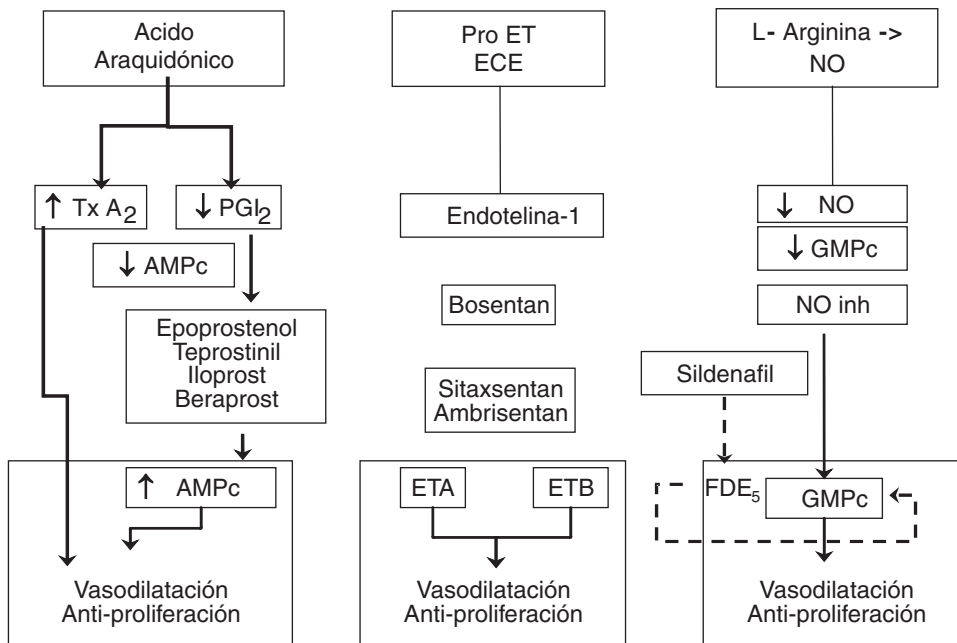 Acido
Araquidónico
↑ Tx A2
↓ PGI2
↓ AMPc
Epoprostenol
Teprostinil
Iloprost
Beraprost
↑ AMPc
Vasodilatación
Anti-proliferación
Pro ET
ECE
Endotelina-1
Bosentan
Sitaxsentan
Ambrisentan
ETA
ETB
Vasodilatación
Anti-proliferación
L- Arginina ->
NO
↓ NO
↓ GMPc
NO inh
Sildenafil
FDE5
GMPc
Vasodilatación
Anti-proliferación